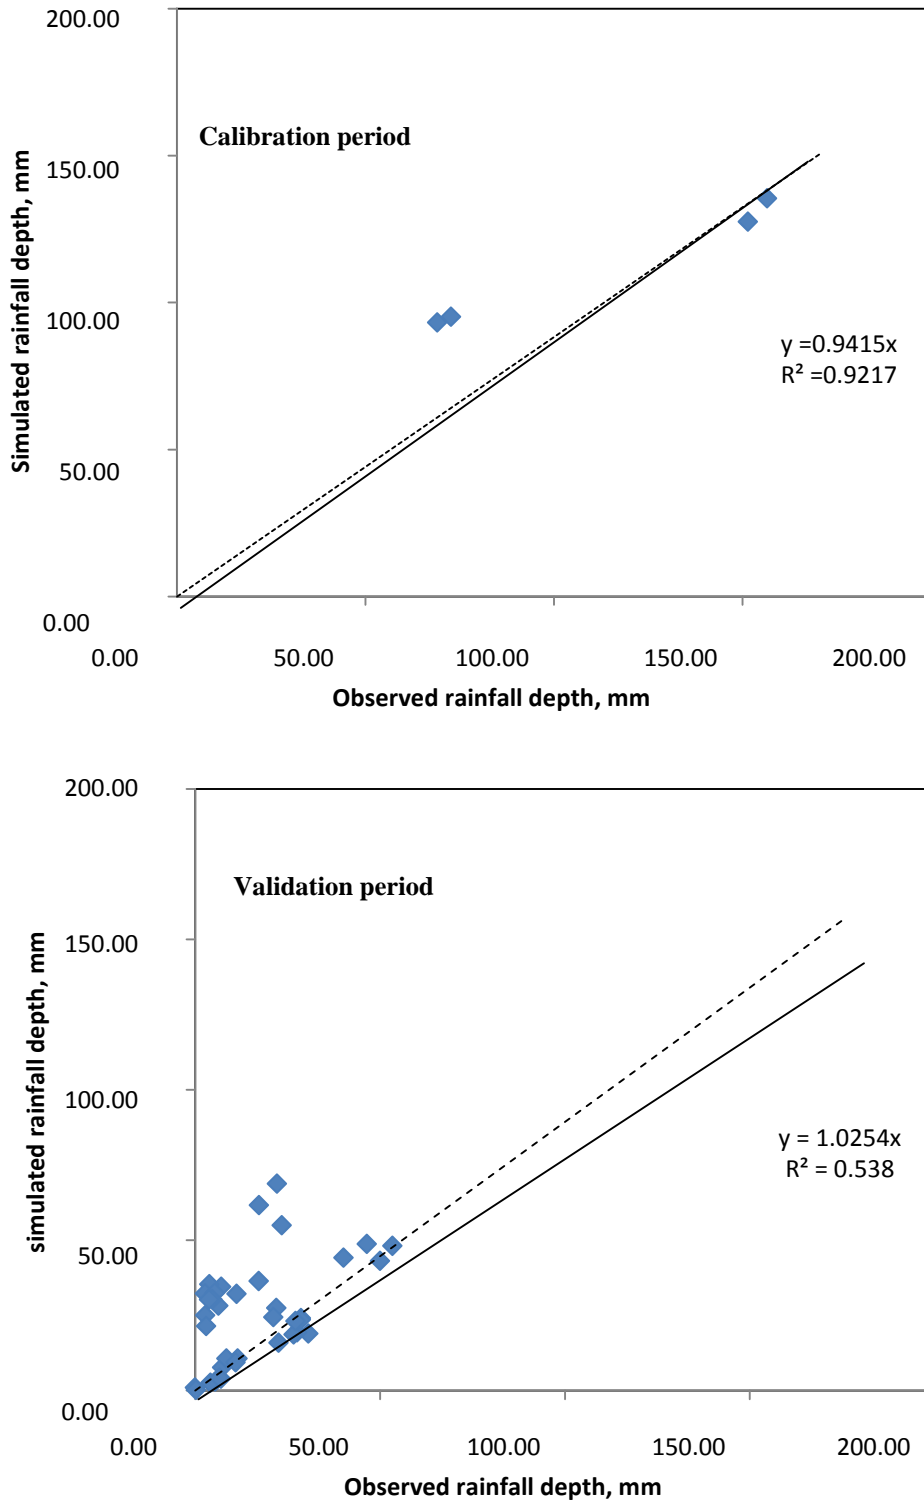 200.00
Calibration period
150.00
100.00
50.00
0.00
Simulated rainfall depth, mm
y =0.9415x
R² =0.9217
0.00 50.00 100.00 150.00 200.00
Observed rainfall depth, mm
200.00
Validation period
150.00
100.00
50.00
0.00
simulated rainfall depth, mm
y = 1.0254x
R² = 0.538
0.00 50.00 100.00 150.00 200.00
Observed rainfall depth, mm